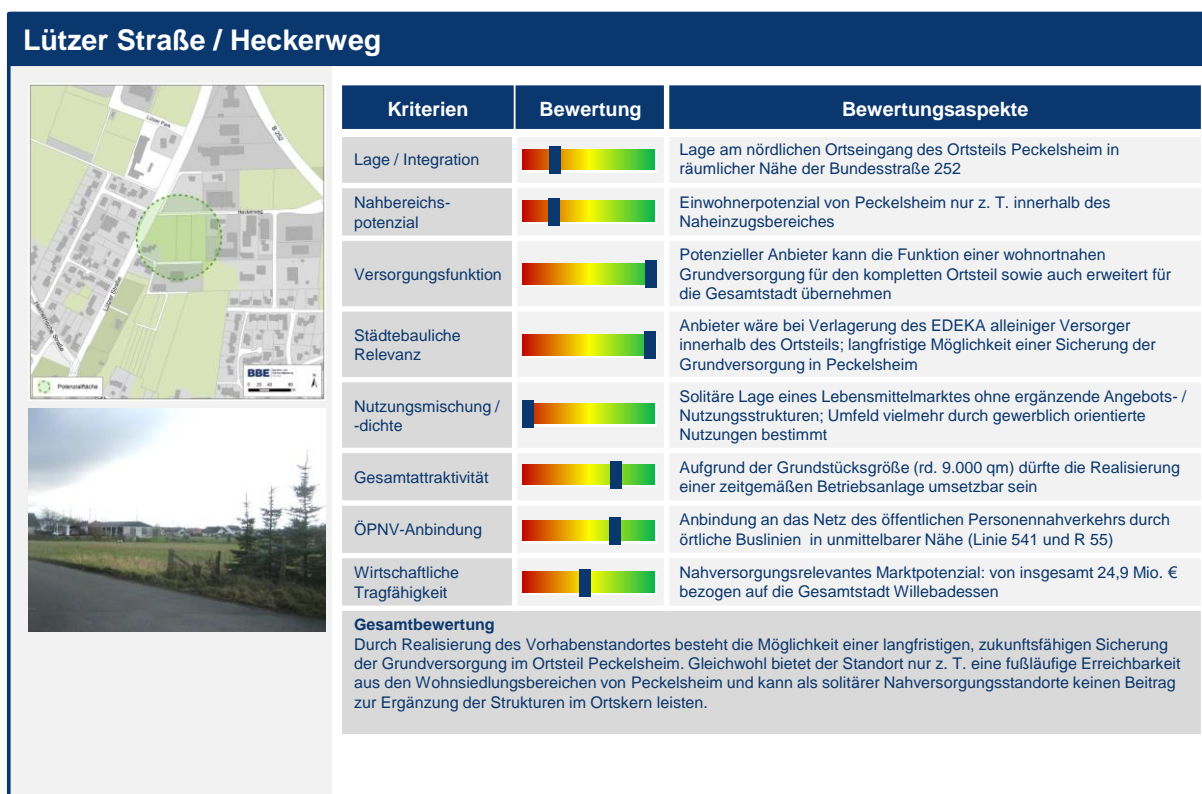 Lützer Straße / Heckerweg
Lützer Park
B 252
Heckerweg
Lützer Straße
Potenzialfläche
BBE
0 20 40 80
N
Kriterien
Bewertung
Bewertungsaspekte
Lage / Integration
Lage am nördlichen Ortseingang des Ortsteils Peckelsheim in
räumlicher Nähe der Bundesstraße 252
Nahbereichs-
potenzial
Einwohnerpotenzial von Peckelsheim nur z. T. innerhalb des
Naheinzugsbereiches
Versorgungsfunktion
Potenzieller Anbieter kann die Funktion einer wohnortnahen
Grundversorgung für den kompletten Ortsteil sowie auch erweitert für
die Gesamtstadt übernehmen
Städtebauliche
Relevanz
Anbieter wäre bei Verlagerung des EDEKA alleiniger Versorger
innerhalb des Ortsteils; langfristige Möglichkeit einer Sicherung der
Grundversorgung in Peckelsheim
Nutzungsmischung /
-dichte
Solitäre Lage eines Lebensmittelmarktes ohne ergänzende Angebots- /
Nutzungsstrukturen; Umfeld vielmehr durch gewerblich orientierte
Nutzungen bestimmt
Gesamtattraktivität
Aufgrund der Grundstücksgröße (rd. 9.000 qm) dürfte die Realisierung
einer zeitgemäßen Betriebsanlage umsetzbar sein
ÖPNV-Anbindung
Anbindung an das Netz des öffentlichen Personennahverkehrs durch
örtliche Buslinien in unmittelbarer Nähe (Linie 541 und R 55)
Wirtschaftliche
Tragfähigkeit
Nahversorgungsrelevantes Marktpotenzial: von insgesamt 24,9 Mio. €
bezogen auf die Gesamtstadt Willebadessen
Gesamtbewertung
Durch Realisierung des Vorhabenstandortes besteht die Möglichkeit einer langfristigen, zukunftsfähigen Sicherung
der Grundversorgung im Ortsteil Peckelsheim. Gleichwohl bietet der Standort nur z. T. eine fußläufige Erreichbarkeit
aus den Wohnsiedlungsbereichen von Peckelsheim und kann als solitärer Nahversorgungsstandorte keinen Beitrag
zur Ergänzung der Strukturen im Ortskern leisten.